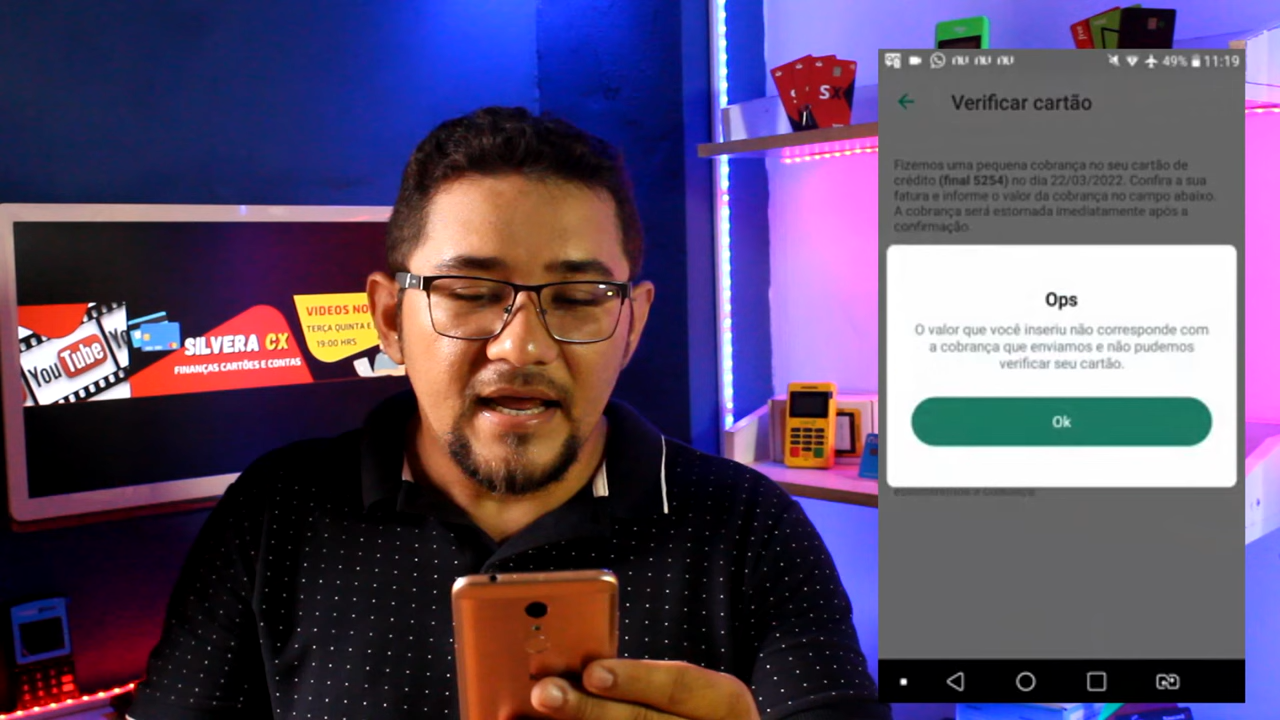 YouTube
SILVERA CX
FINANÇAS CARTÕES E CONTAS
VIDEOS NO
TERÇA QUINTA E
19:00 HRS
SX
49% 11:19
Verificar cartão
Fizemos uma pequena cobrança no seu cartão de
crédito (final 5254) no dia 22/03/2022. Confira a sua
fatura e informe o valor da cobrança no campo abaixo.
A cobrança será estornada imediatamente após a
confirmação.
Ops
O valor que você inseriu não corresponde com
a cobrança que enviamos e não pudemos
verificar seu cartão.
Ok